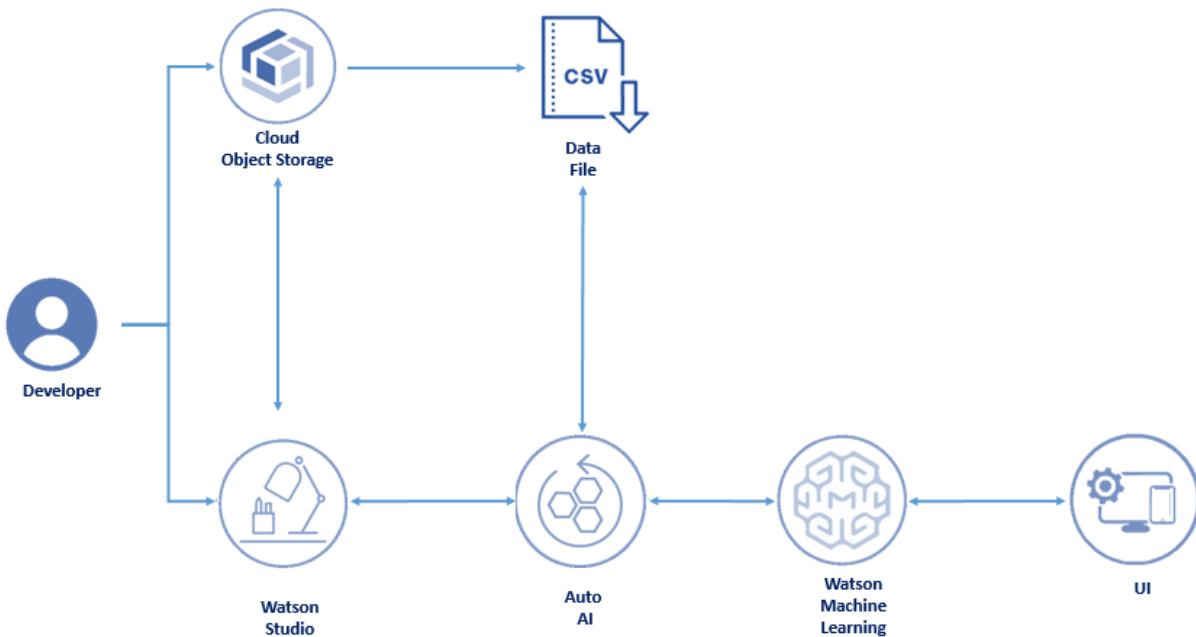 CSV
Cloud
Object Storage
Data
File
Developer
Watson
Studio
Auto
AI
Watson
Machine
Learning
UI